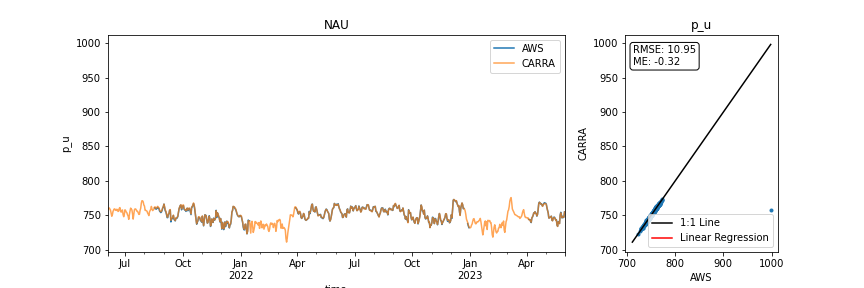 NAU
p_u
1000
950
900
850
800
750
700
AWS
CARRA
Jul
Oct
Jan
2022
Apr
Jul
Oct
Jan
2023
Apr
time
p_u
CARRA
1000
950
900
850
800
750
700
RMSE: 10.95
ME: -0.32
1:1 Line
Linear Regression
700
800
900
1000
AWS